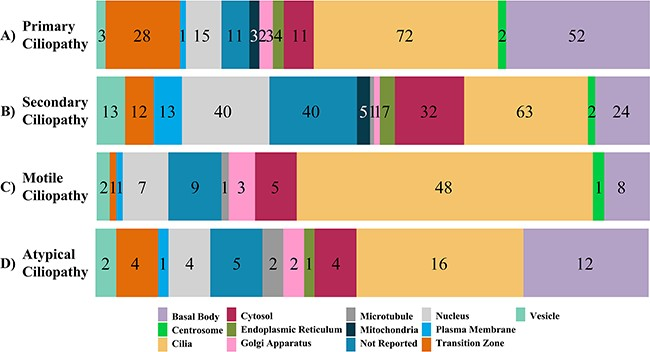 A) Primary Ciliopathy
3 28 1 15 11 3 2 3 4 11 72 2 52
B) Secondary Ciliopathy
13 12 13 40 40 5 1 1 7 32 63 2 24
C) Motile Ciliopathy
2 1 1 7 9 1 3 5 48 1 8
D) Atypical Ciliopathy
2 4 1 4 5 2 2 1 4 16 12
Basal Body Cytosol Microtubule Nucleus Vesicle
Centrosome Endoplasmic Reticulum Mitochondria Plasma Membrane
Cilia Golgi Apparatus Not Reported Transition Zone